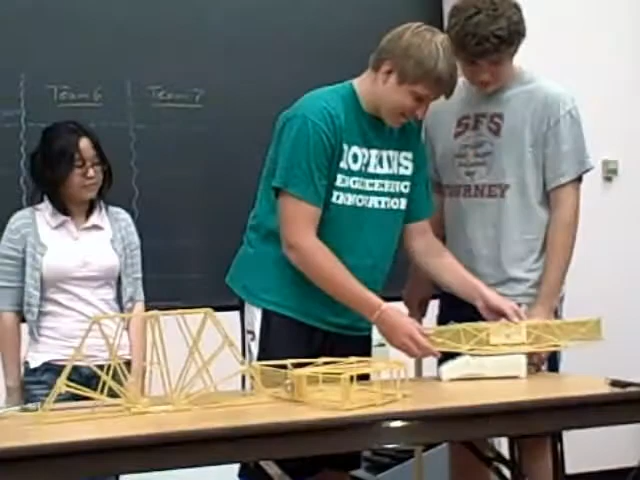 Team 6
Team 7
HOPKINS
ENGINEERING
INNOVATION
SFS
TOURNEY